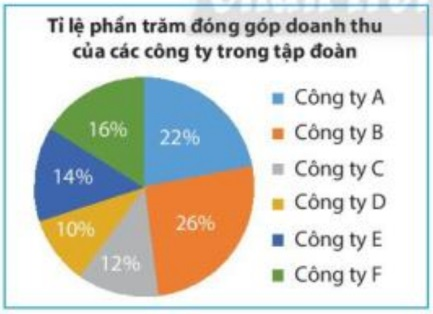 Tỉ lệ phần trăm đóng góp doanh thu
của các công ty trong tập đoàn
Công ty A
Công ty B
Công ty C
Công ty D
Công ty E
Công ty F
16%
22%
14%
26%
10%
12%